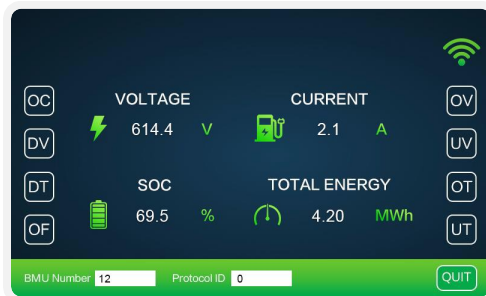 OC
VOLTAGE
CURRENT
OV
614.4 V
2.1 A
DV
UV
DT
SOC
TOTAL ENERGY
OT
69.5 %
4.20 MWh
OF
UT
BMU Number 12
Protocol ID 0
QUIT